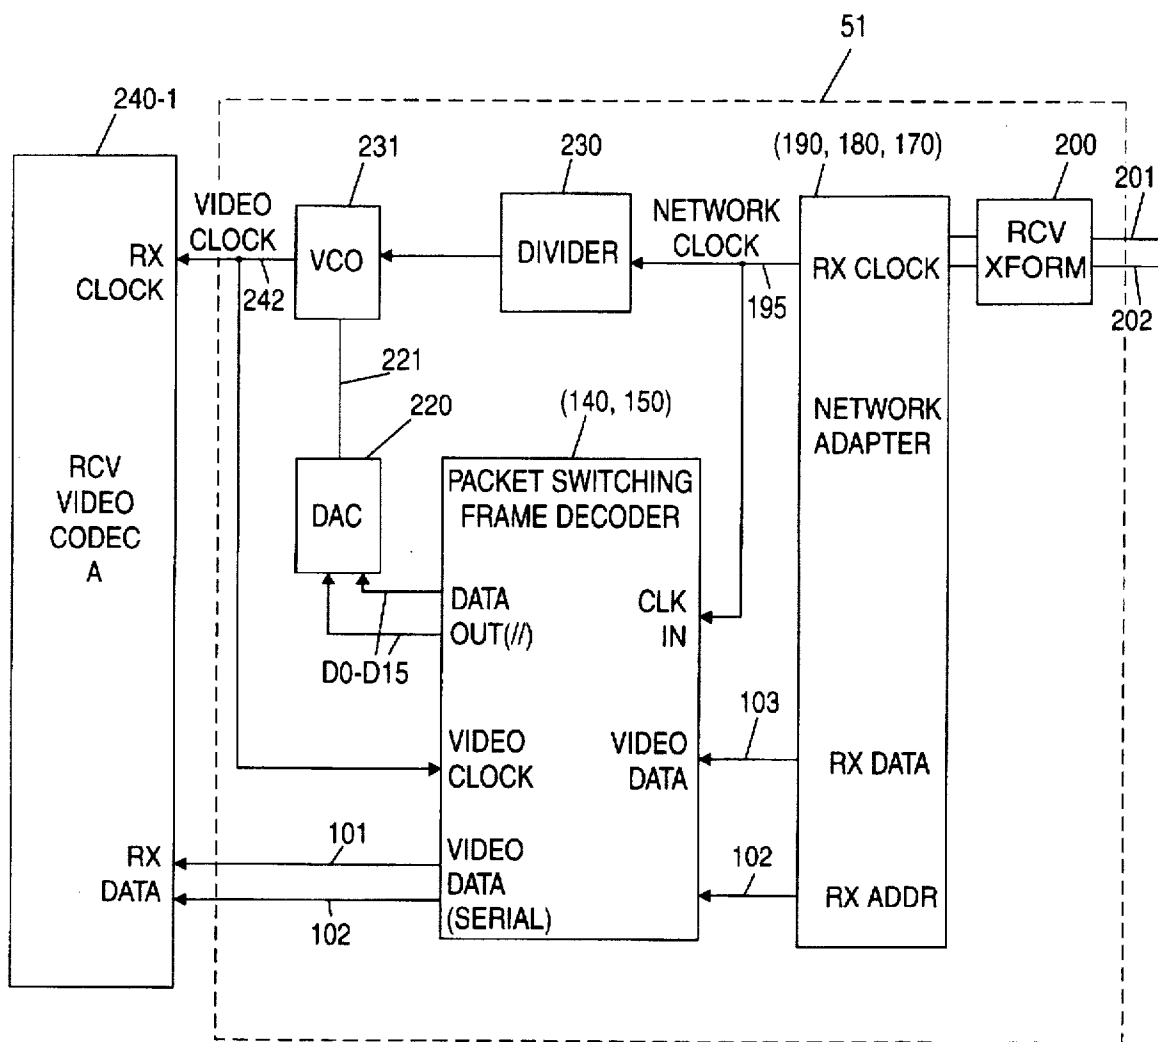 51
240-1
231
230
(190, 180, 170)
200
201
VIDEO
CLOCK
NETWORK
CLOCK
RCV
XFORM
RX
CLOCK
VCO
DIVIDER
RX CLOCK
242
195
202
221
220
(140, 150)
NETWORK
ADAPTER
RCV
VIDEO
CODEC
A
DAC
PACKET SWITCHING
FRAME DECODER
DATA
OUT(//)
CLK
IN
D0-D15
103
VIDEO
CLOCK
VIDEO
DATA
RX DATA
101
102
RX
DATA
VIDEO
DATA
(SERIAL)
RX ADDR
102